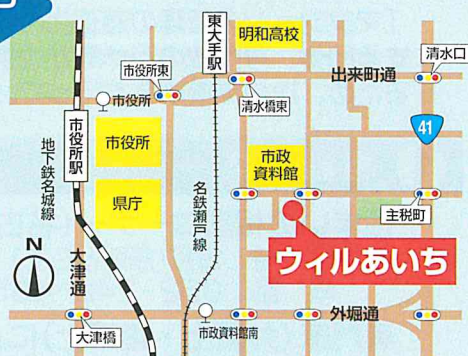 東大手駅
明和高校
清水口
市役所東
出来町通
市役所
清水橋東
41
市役所駅
市役所
市政
資料館
地下鉄名城線
県庁
名鉄瀬戸線
主税町
N
ウィルあいち
大津通
外堀通
大津橋
市政資料館南